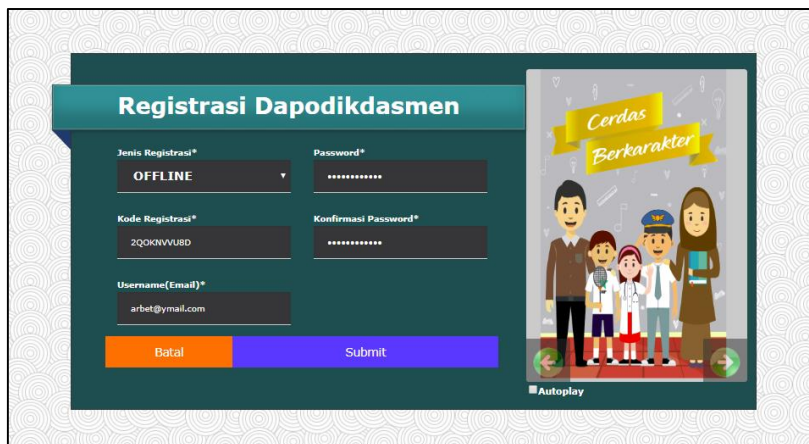 Registrasi Dapodikdasmen
Jenis Registrasi*
OFFLINE
Password*
••••••••••••
Kode Registrasi*
2QOKNVVU8D
Konfirmasi Password*
••••••••••••
Username(Email)*
arbet@ymail.com
Batal
Submit
Cerdas
Berkarakter
Autoplay